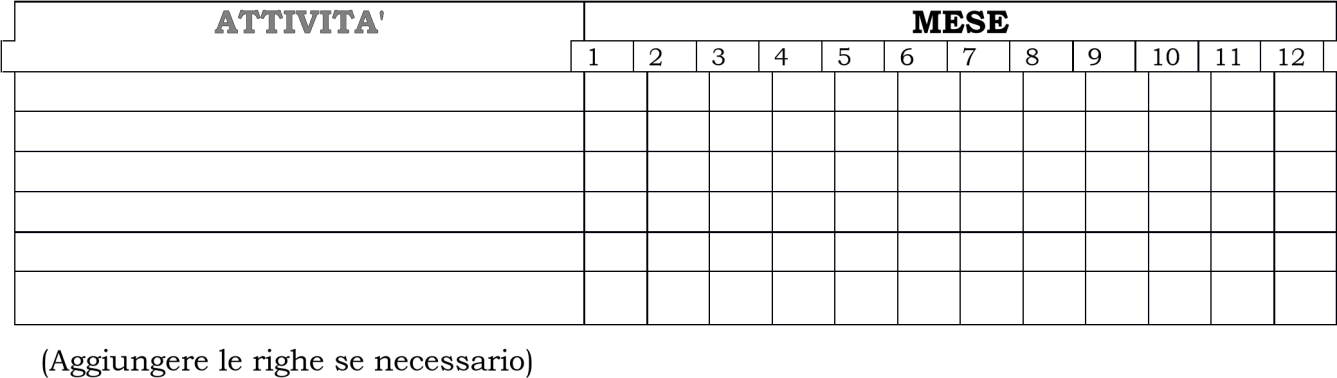 ATTIVITA' MESE
1 2 3 4 5 6 7 8 9 10 11 12
(Aggiungere le righe se necessario)